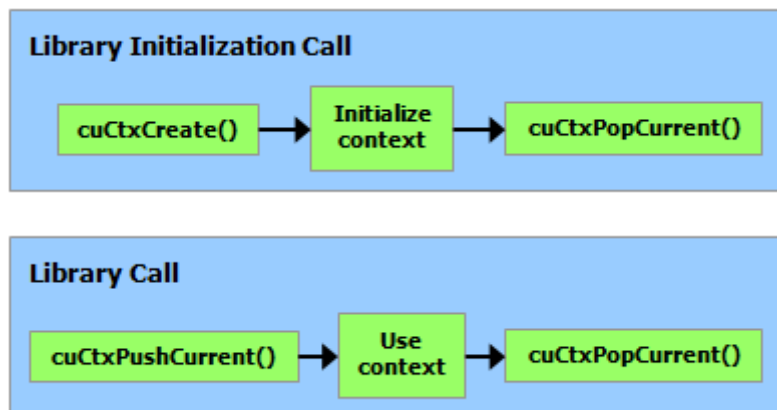 Library Initialization Call
cuCtxCreate()
Initialize
context
cuCtxPopCurrent()
Library Call
cuCtxPushCurrent()
Use
context
cuCtxPopCurrent()